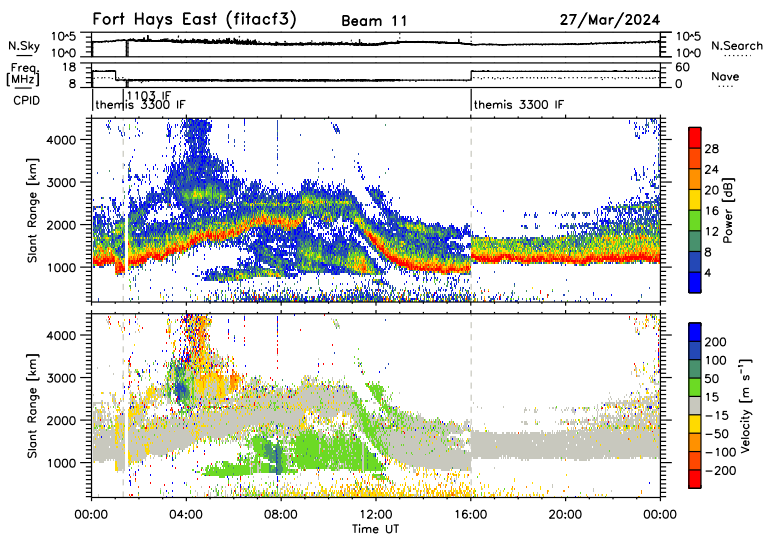 Fort Hays East (fitacf3) Beam 11 27/Mar/2024
N.Sky 10^5 10^0 10^5 10^0 N.Search
Freq. [MHz] 18 8 60 0 Nave
CPID 1103 IF
themis 3300 IF themis 3300 IF
Slant Range [km]
4000
3000
2000
1000
Power [dB]
28
24
20
16
12
8
4
Slant Range [km]
4000
3000
2000
1000
Velocity [m s⁻¹]
200
100
50
15
−15
−50
−100
−200
00:00 04:00 08:00 12:00 16:00 20:00 00:00
Time UT